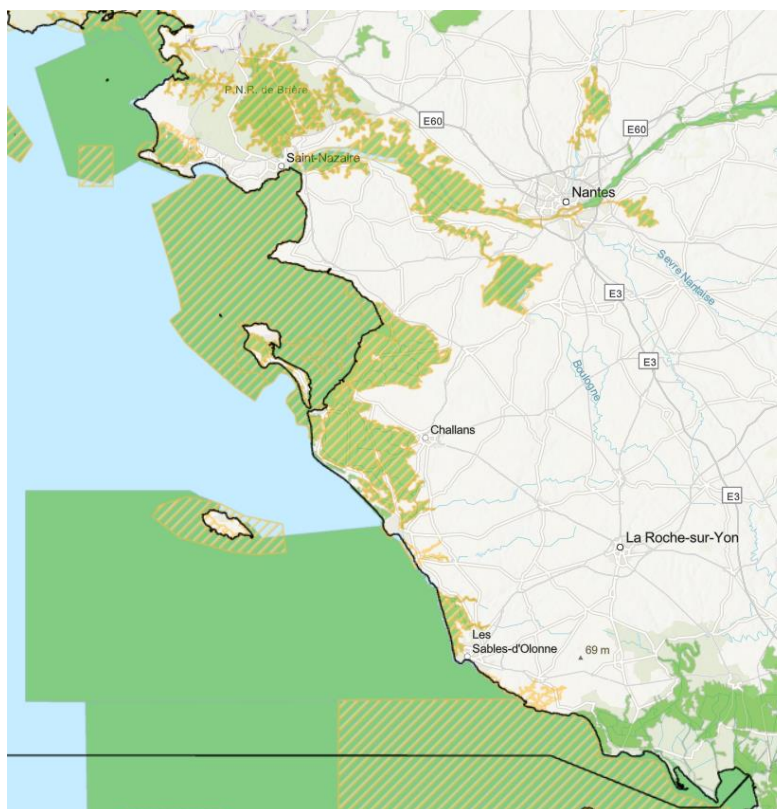 P.N.R. de Brière
E60
E60
Saint-Nazaire
Nantes
Sevre Nantaise
E3
Boulogne
E3
Challans
E3
La Roche-sur-Yon
Les
Sables-d'Olonne
69 m